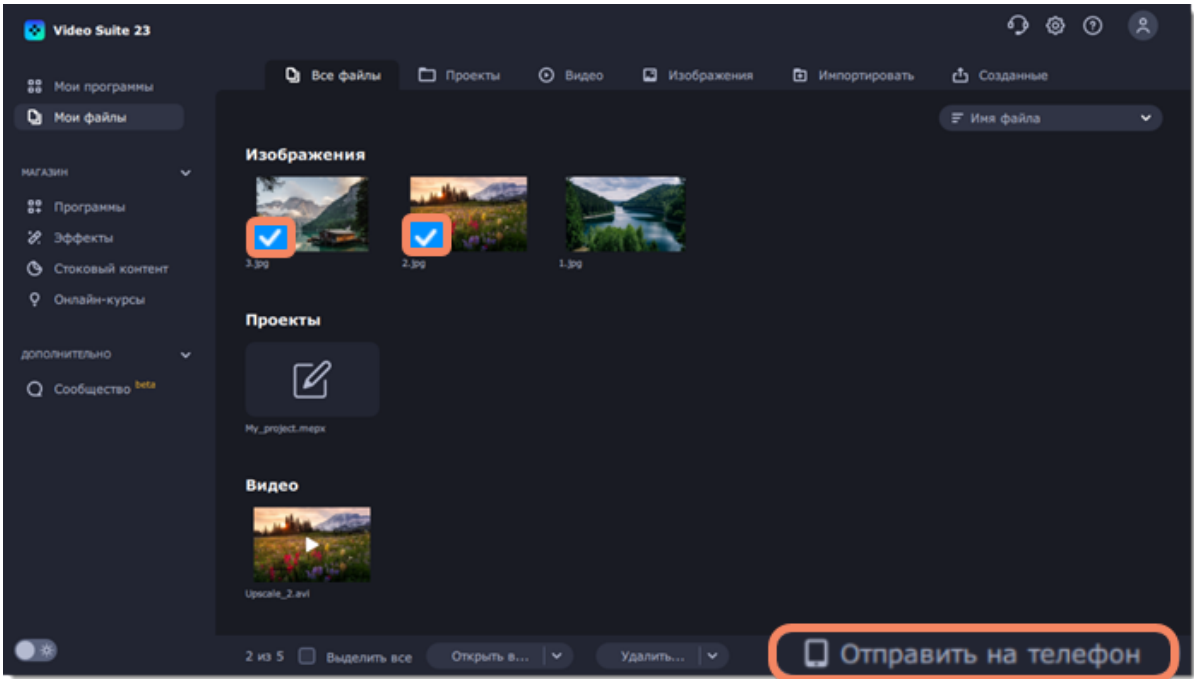 Video Suite 23
Мои программы
Мои файлы
МАГАЗИН
Программы
Эффекты
Стоковый контент
Онлайн-курсы
ДОПОЛНИТЕЛЬНО
Сообщество beta
Все файлы Проекты Видео Изображения Импортировать Созданные
Имя файла
Изображения
3.jpg 2.jpg 1.jpg
Проекты
My_project.mepx
Видео
Upscale_2.avi
2 из 5 Выделить все Открыть в... Удалить... Отправить на телефон